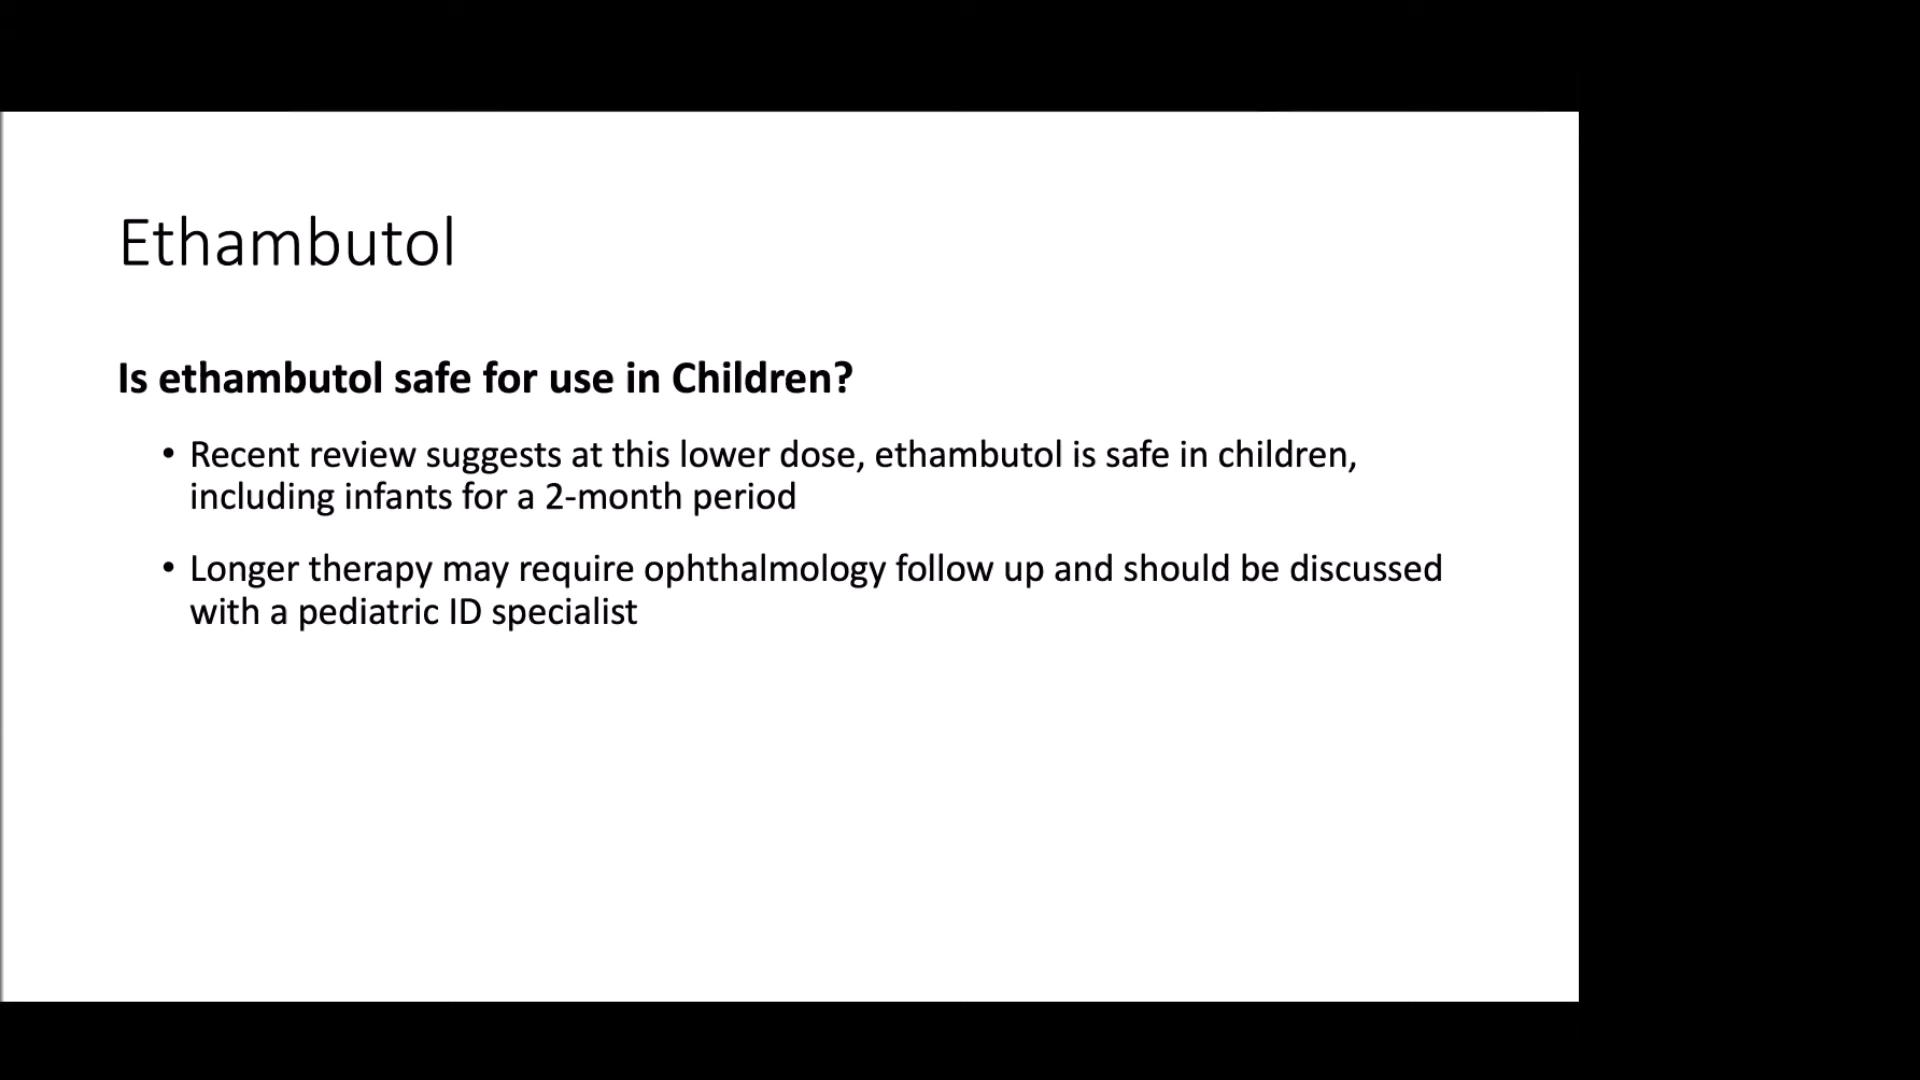 Ethambutol
Is ethambutol safe for use in Children?
• Recent review suggests at this lower dose, ethambutol is safe in children,
including infants for a 2-month period
• Longer therapy may require ophthalmology follow up and should be discussed
with a pediatric ID specialist